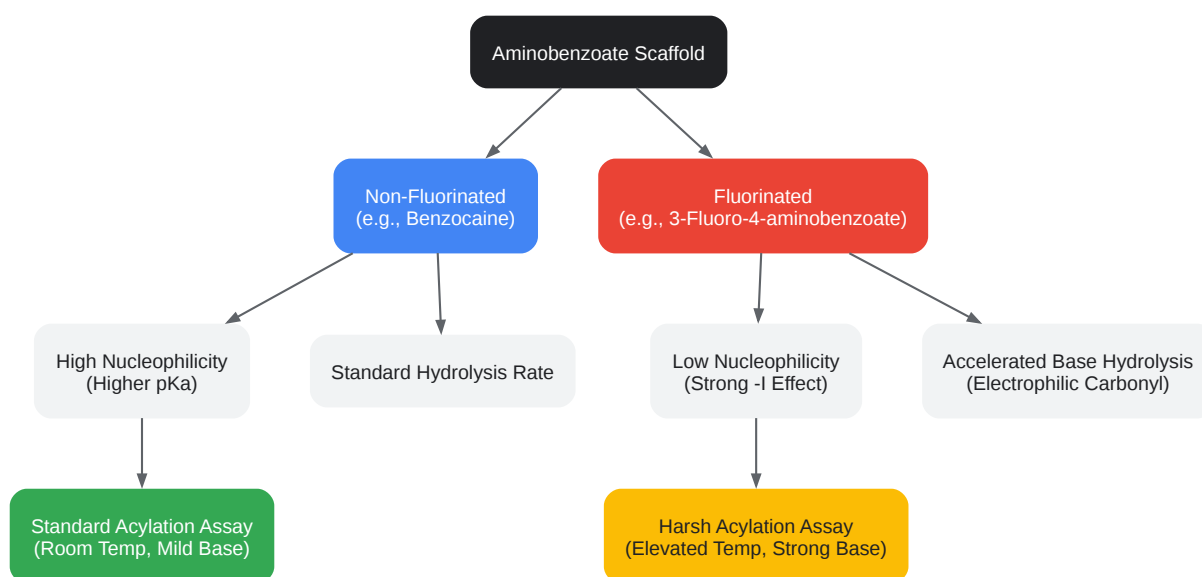 Aminobenzoate Scaffold
Non-Fluorinated
(e.g., Benzocaine)
Fluorinated
(e.g., 3-Fluoro-4-aminobenzoate)
High Nucleophilicity
(Higher pKa)
Standard Hydrolysis Rate
Low Nucleophilicity
(Strong -I Effect)
Accelerated Base Hydrolysis
(Electrophilic Carbonyl)
Standard Acylation Assay
(Room Temp, Mild Base)
Harsh Acylation Assay
(Elevated Temp, Strong Base)